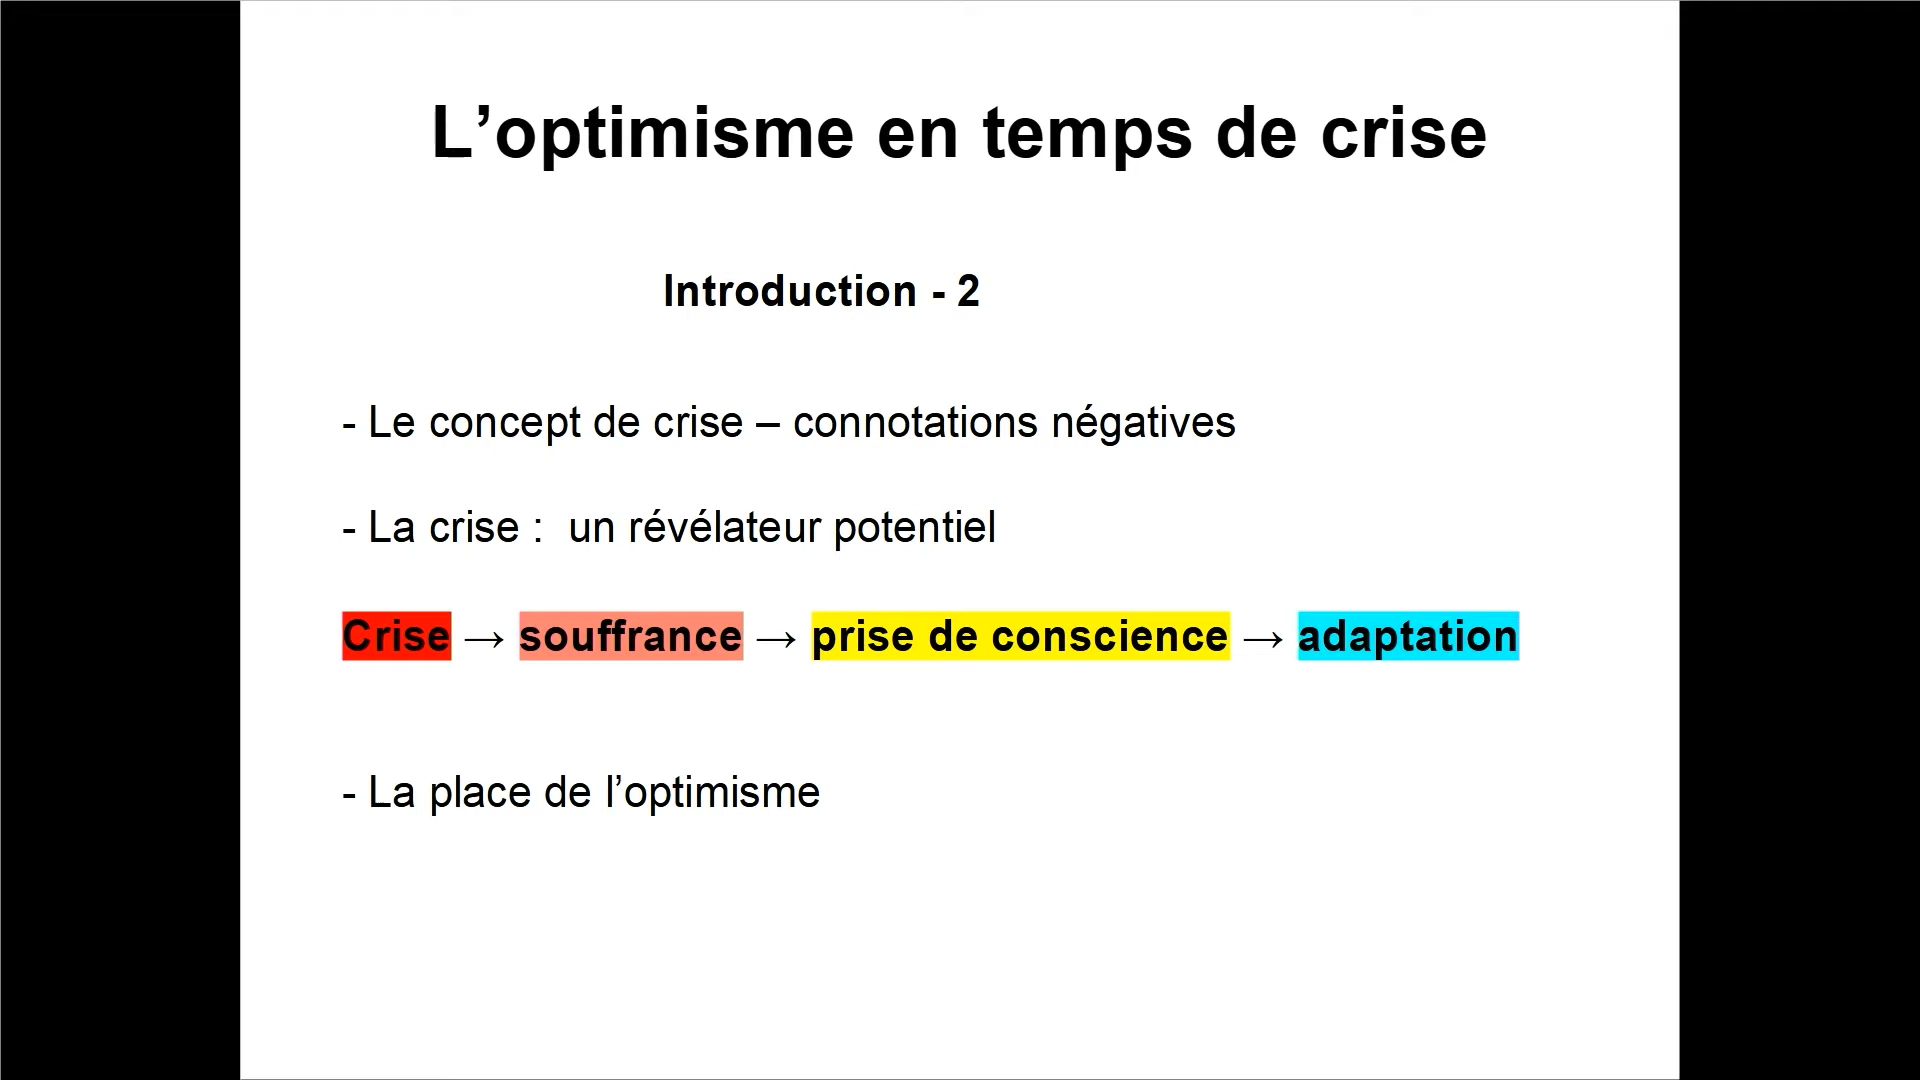 L’optimisme en temps de crise
Introduction - 2
- Le concept de crise – connotations négatives
- La crise :  un révélateur potentiel
Crise → souffrance → prise de conscience → adaptation
- La place de l’optimisme